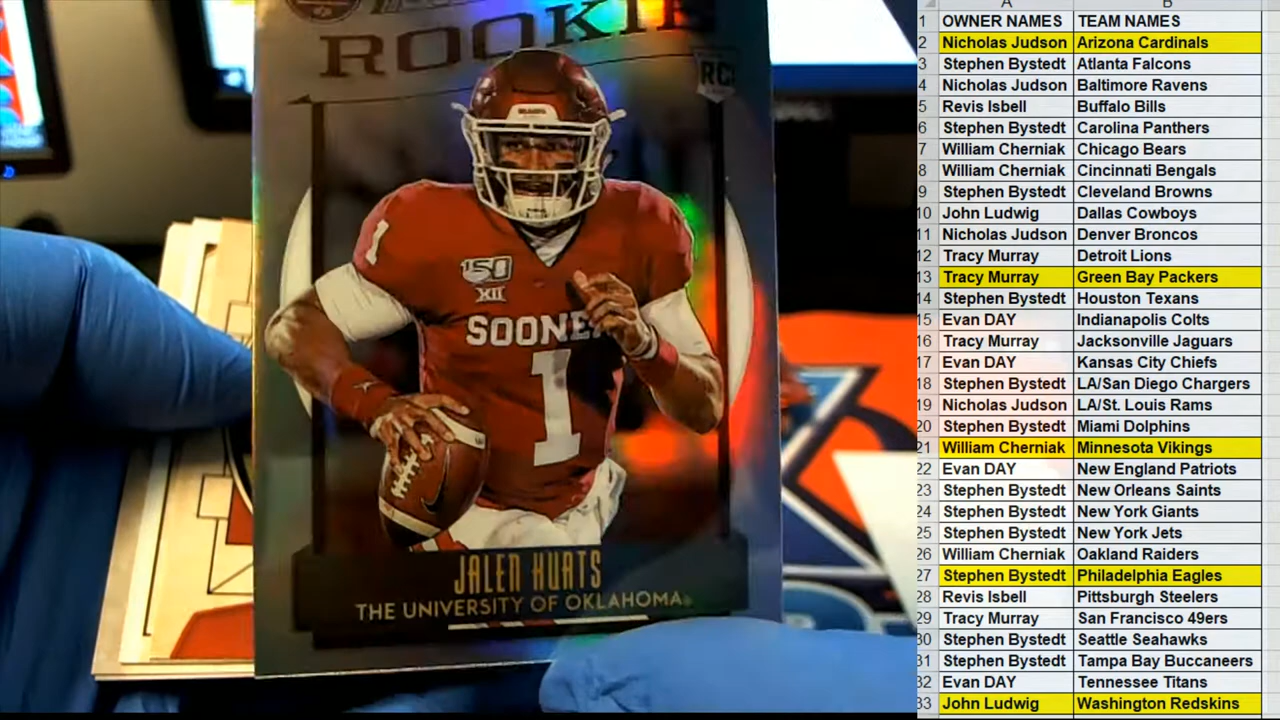 ROOKIE
RC
1
150
XII
SOONE
1
JALEN HURTS
THE UNIVERSITY OF OKLAHOMA
A B
1 OWNER NAMES TEAM NAMES
2 Nicholas Judson Arizona Cardinals
3 Stephen Bystedt Atlanta Falcons
4 Nicholas Judson Baltimore Ravens
5 Revis Isbell Buffalo Bills
6 Stephen Bystedt Carolina Panthers
7 William Cherniak Chicago Bears
8 William Cherniak Cincinnati Bengals
9 Stephen Bystedt Cleveland Browns
10 John Ludwig Dallas Cowboys
11 Nicholas Judson Denver Broncos
12 Tracy Murray Detroit Lions
13 Tracy Murray Green Bay Packers
14 Stephen Bystedt Houston Texans
15 Evan DAY Indianapolis Colts
16 Tracy Murray Jacksonville Jaguars
17 Evan DAY Kansas City Chiefs
18 Stephen Bystedt LA/San Diego Chargers
19 Nicholas Judson LA/St. Louis Rams
20 Stephen Bystedt Miami Dolphins
21 William Cherniak Minnesota Vikings
22 Evan DAY New England Patriots
23 Stephen Bystedt New Orleans Saints
24 Stephen Bystedt New York Giants
25 Stephen Bystedt New York Jets
26 William Cherniak Oakland Raiders
27 Stephen Bystedt Philadelphia Eagles
28 Revis Isbell Pittsburgh Steelers
29 Tracy Murray San Francisco 49ers
30 Stephen Bystedt Seattle Seahawks
31 Stephen Bystedt Tampa Bay Buccaneers
32 Evan DAY Tennessee Titans
33 John Ludwig Washington Redskins